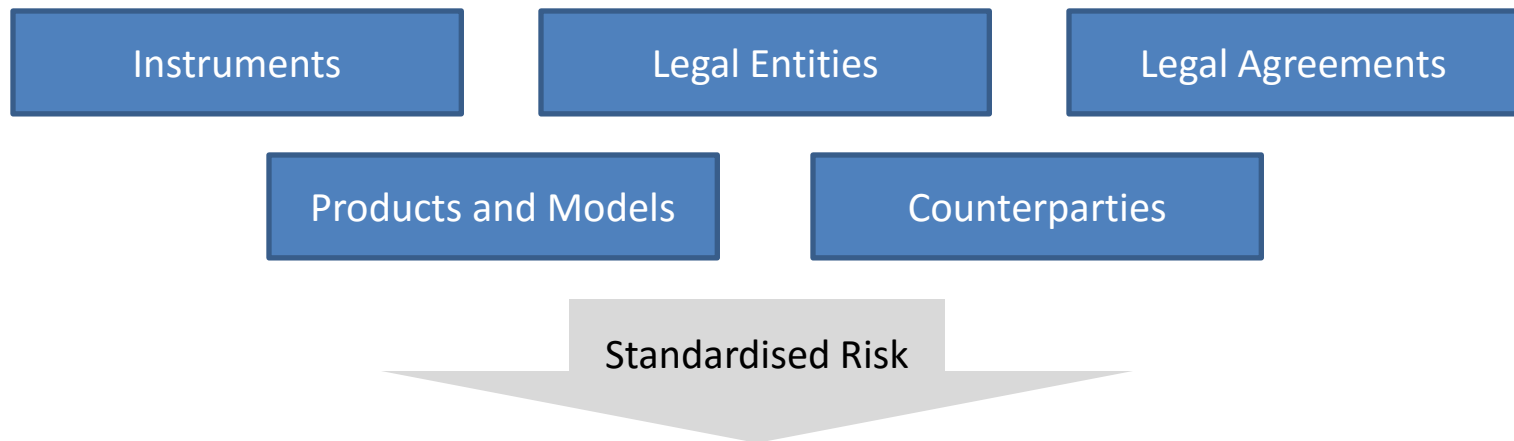 Instruments
Legal Entities
Legal Agreements
Products and Models
Counterparties
Standardised Risk